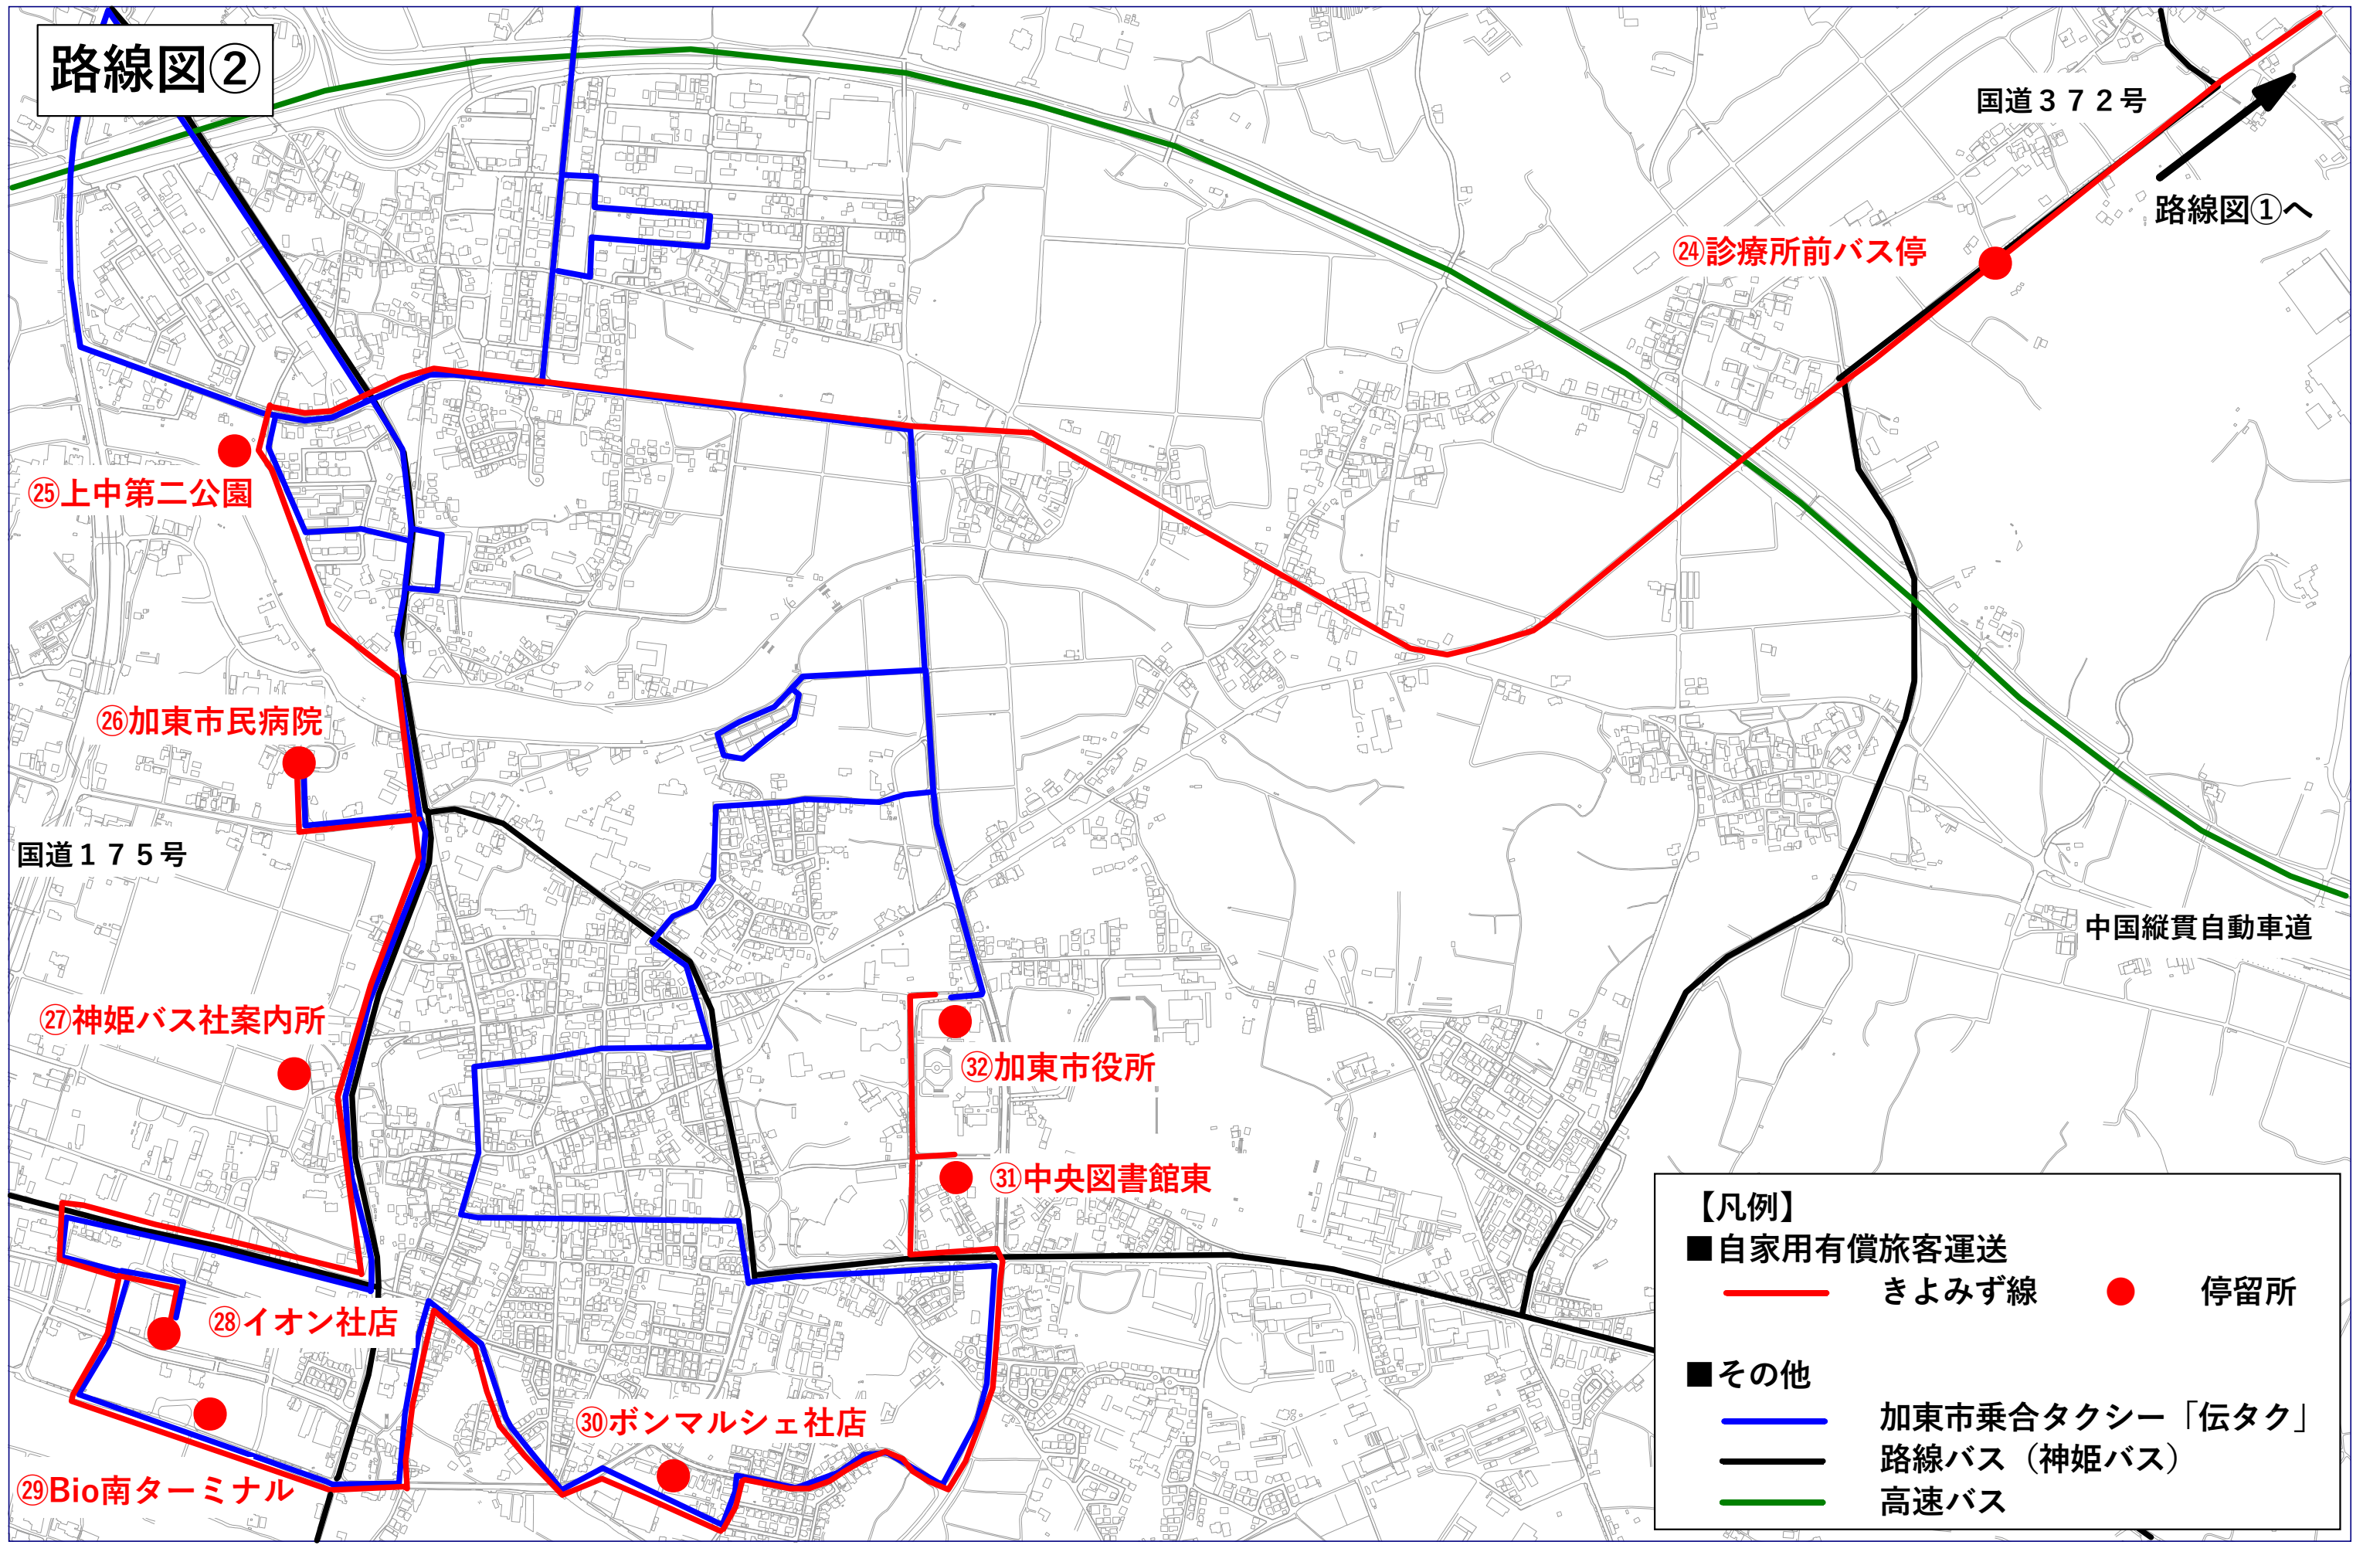 路線図②
国道３７２号
路線図①へ
㉔診療所前バス停
㉕上中第二公園
㉖加東市民病院
国道１７５号
中国縦貫自動車道
㉗神姫バス社案内所
㉜加東市役所
㉛中央図書館東
㉘イオン社店
㉚ボンマルシェ社店
㉙Bio南ターミナル
【凡例】
■自家用有償旅客運送
きよみず線 停留所
■その他
加東市乗合タクシー「伝タク」
路線バス（神姫バス）
高速バス